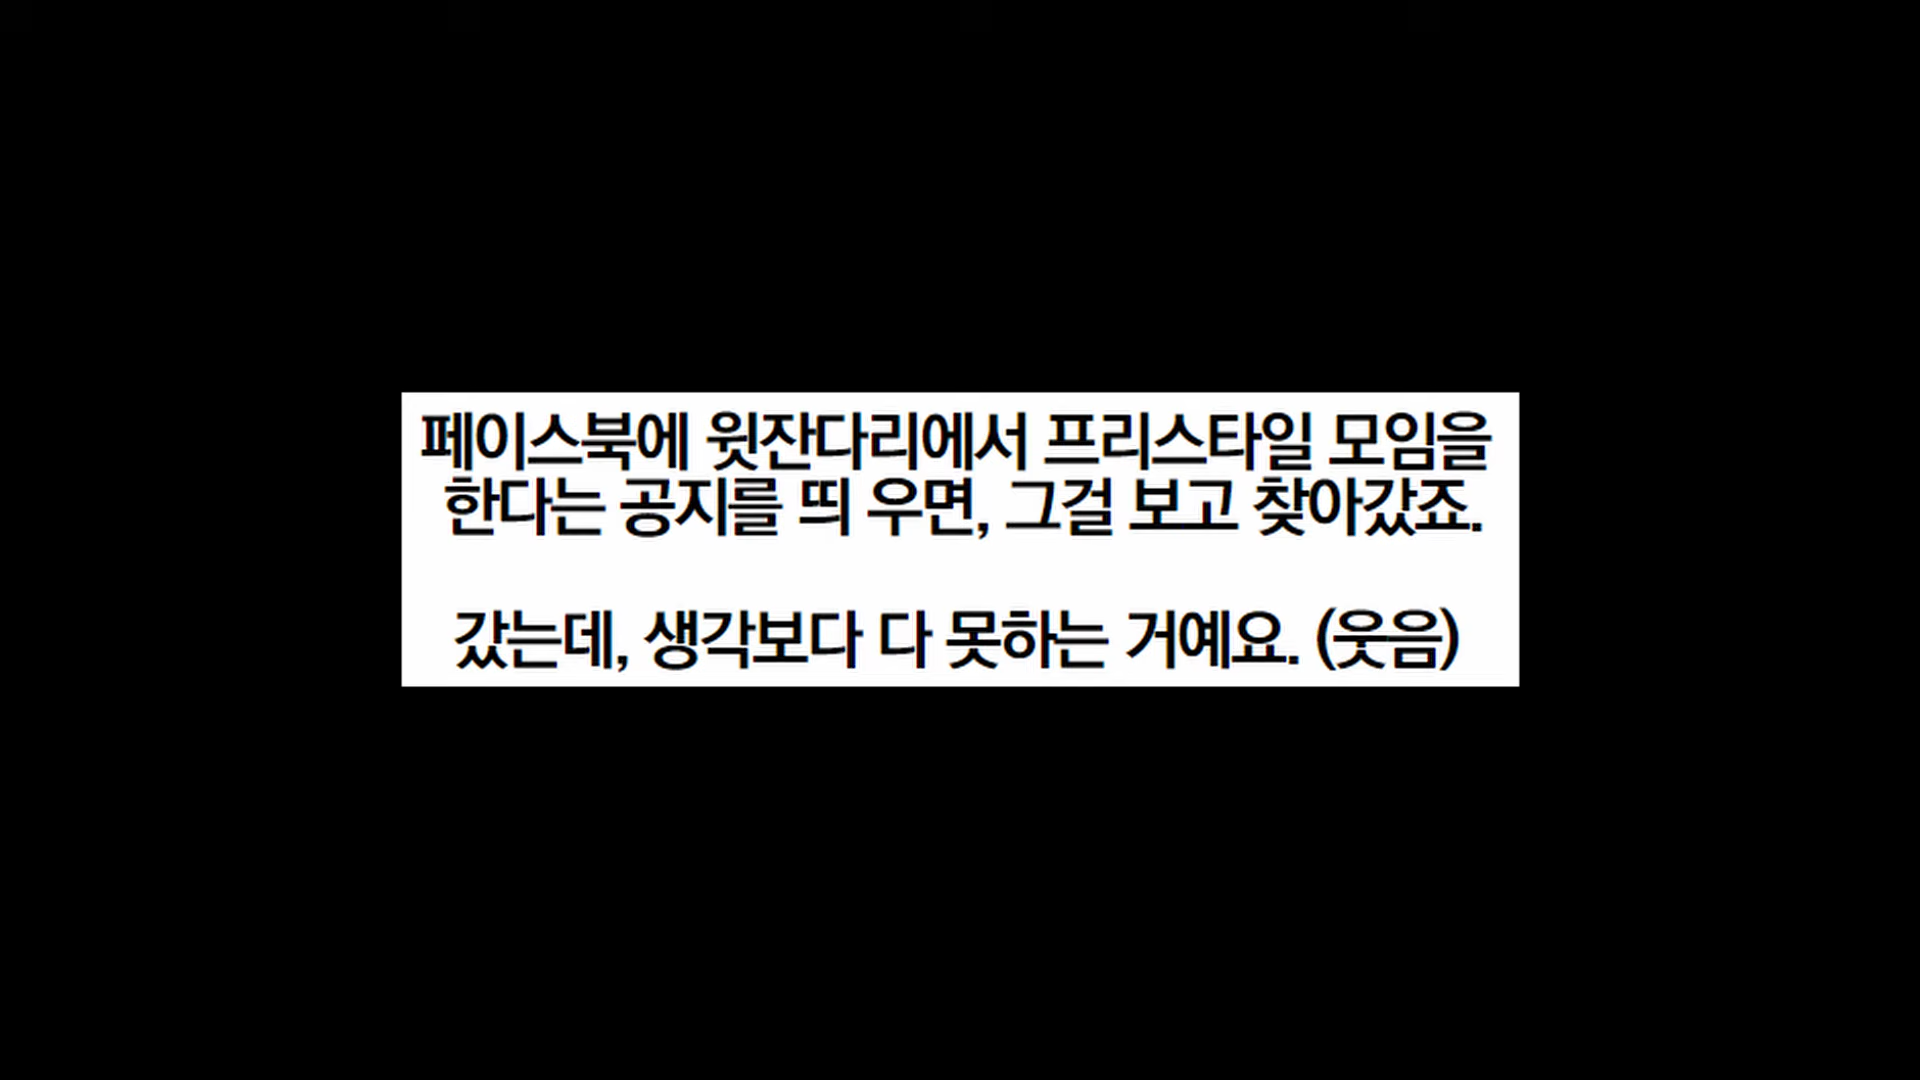 페이스북에 윗잔다리에서 프리스타일 모임을
한다는 공지를 띄 우면, 그걸 보고 찾아갔죠.
갔는데, 생각보다 다 못하는 거예요. (웃음)